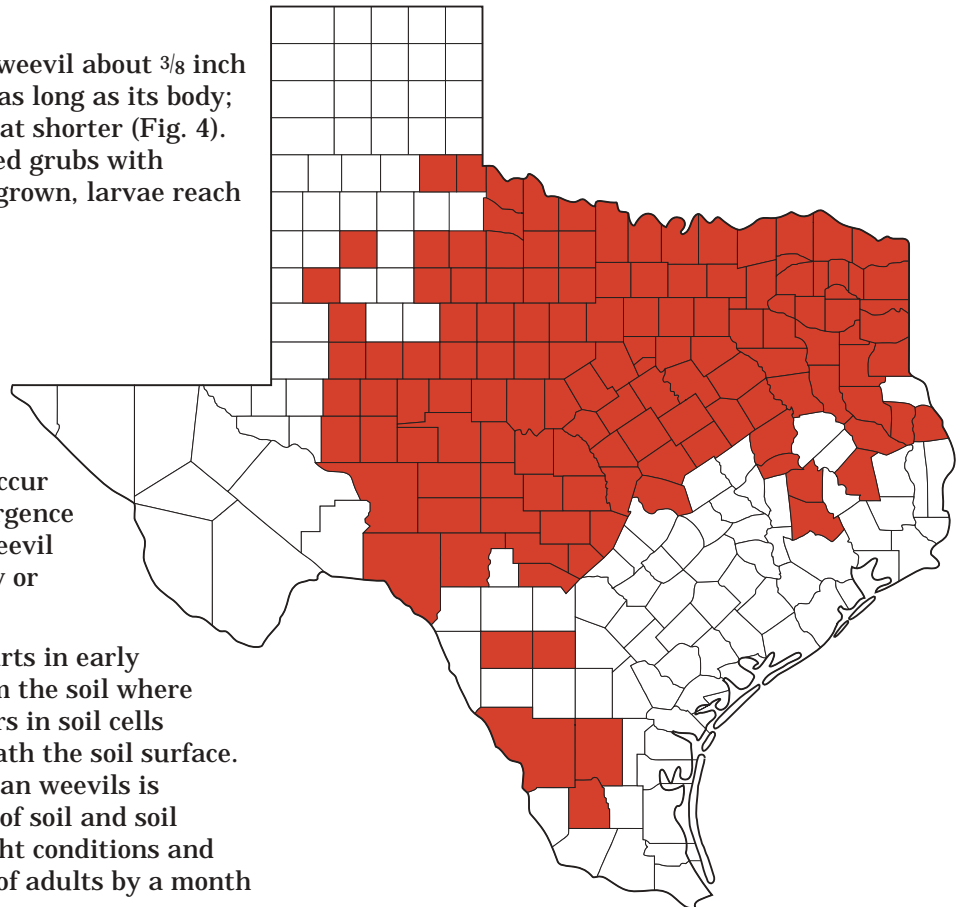 weevil about 3/8 inch
as long as its body;
at shorter (Fig. 4).
ed grubs with
grown, larvae reach
ccur
rgence
eevil
y or
arts in early
m the soil where
rs in soil cells
ath the soil surface.
an weevils is
of soil and soil
ht conditions and
of adults by a month